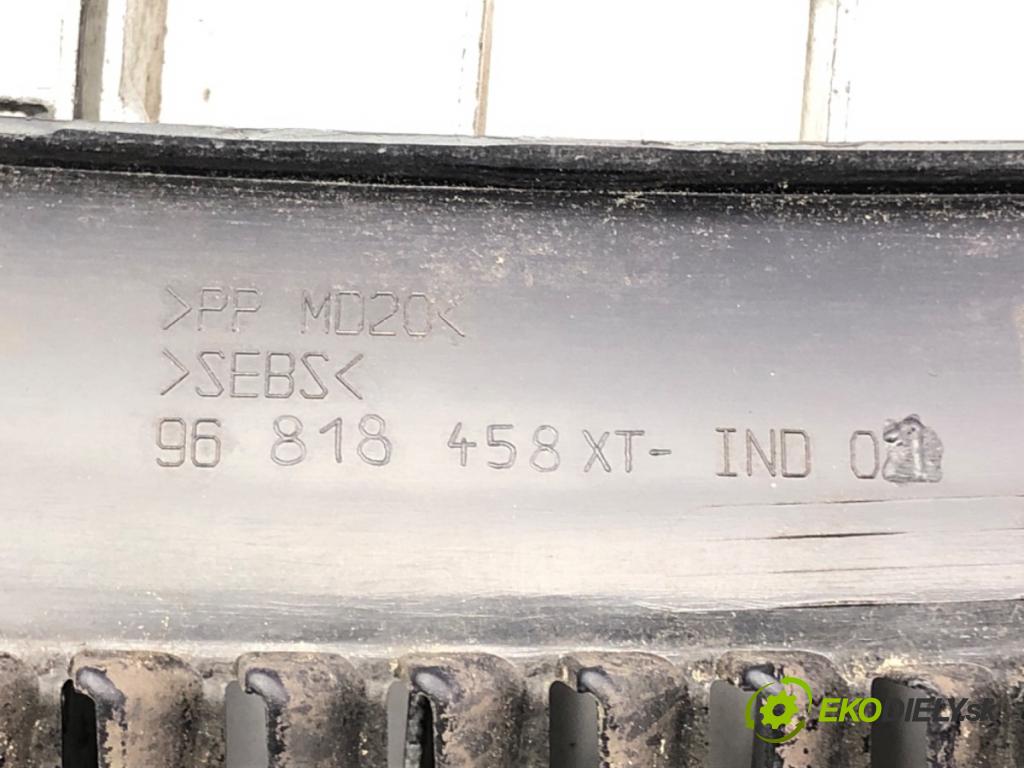 >PP MD20<
>SEBS<
96 818 458 XT- IND 0
EKODIELY.sk